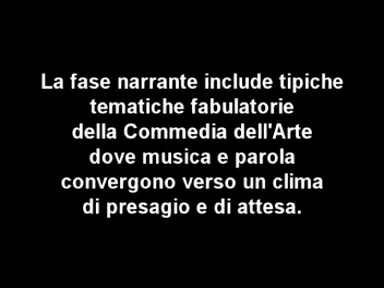 La fase narrante include tipiche
tematiche fabulatorie
della Commedia dell'Arte
dove musica e parola
convergono verso un clima
di presagio e di attesa.